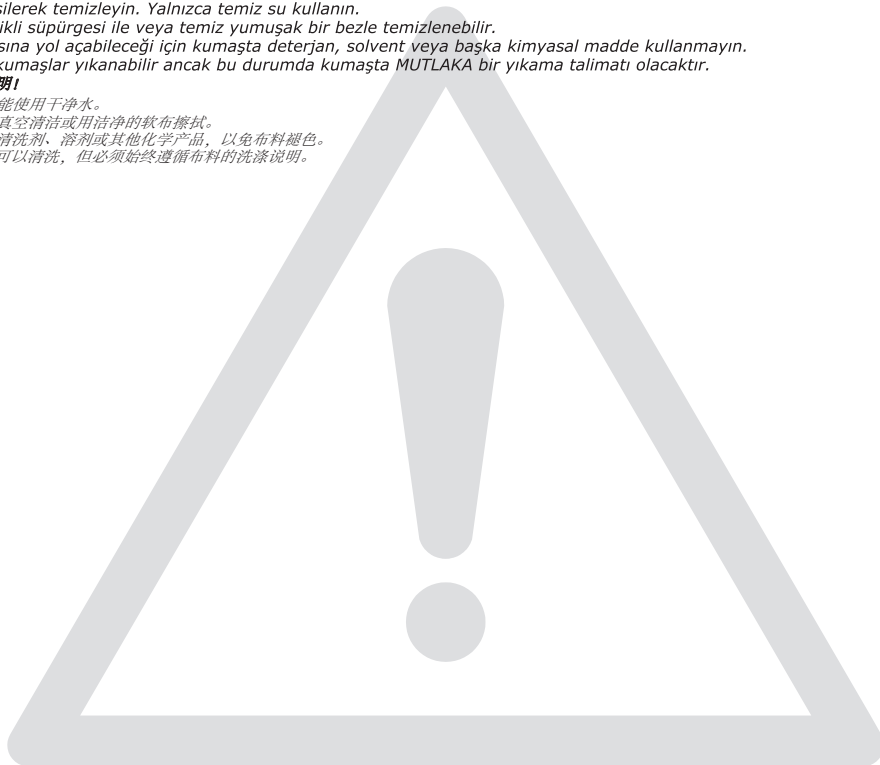 silerek temizleyin. Yalnızca temiz su kullanın.
ikli süpürgesi ile veya temiz yumuşak bir bezle temizlenebilir.
sına yol açabileceği için kumaşta deterjan, solvent veya başka kimyasal madde kullanmayın.
kumaşlar yıkanabilir ancak bu durumda kumaşta MUTLAKA bir yıkama talimatı olacaktır.
明!
能使用干净水。
真空清洁或用洁净的软布擦拭。
清洗剂、溶剂或其他化学产品，以免布料褪色。
可以清洗，但必须始终遵循布料的洗涤说明。